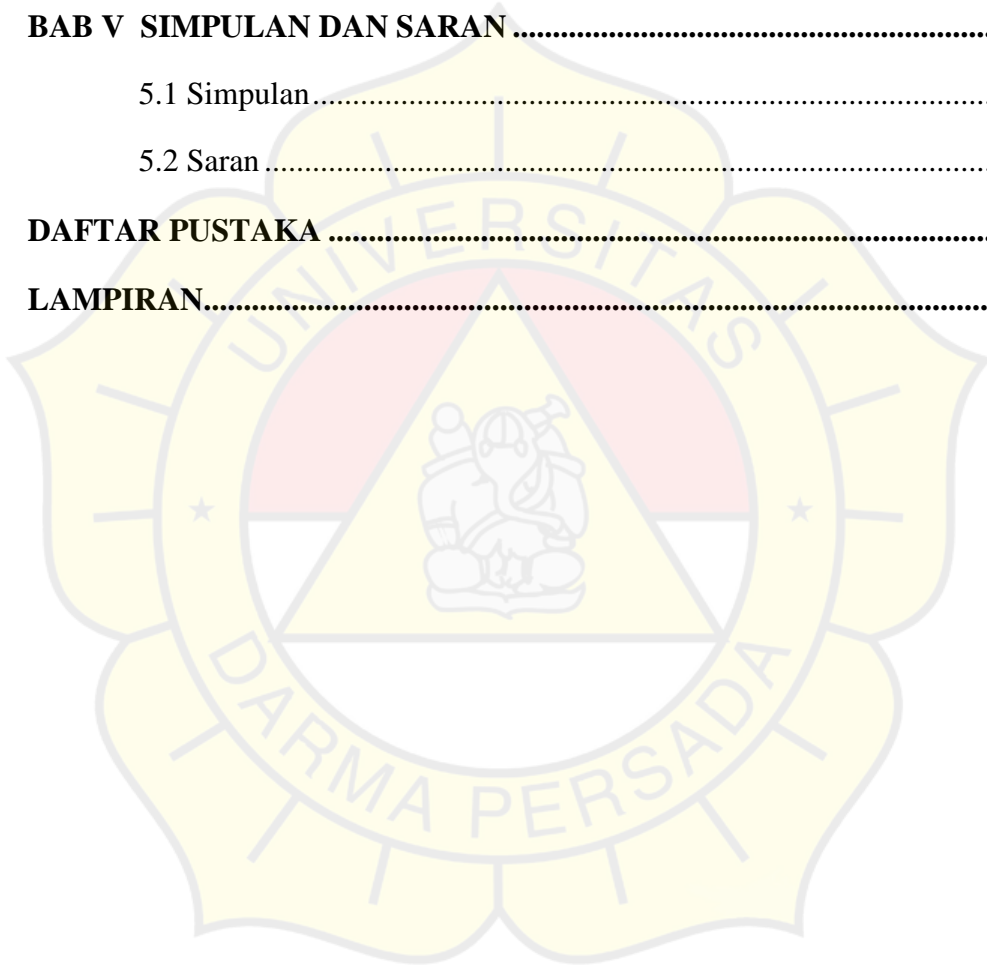 BAB V SIMPULAN DAN SARAN ............................................................
5.1 Simpulan.......................................................................................
5.2 Saran .............................................................................................
DAFTAR PUSTAKA ...................................................................................
LAMPIRAN...................................................................................................
UNIVERSITAS
DARMA PERSADA